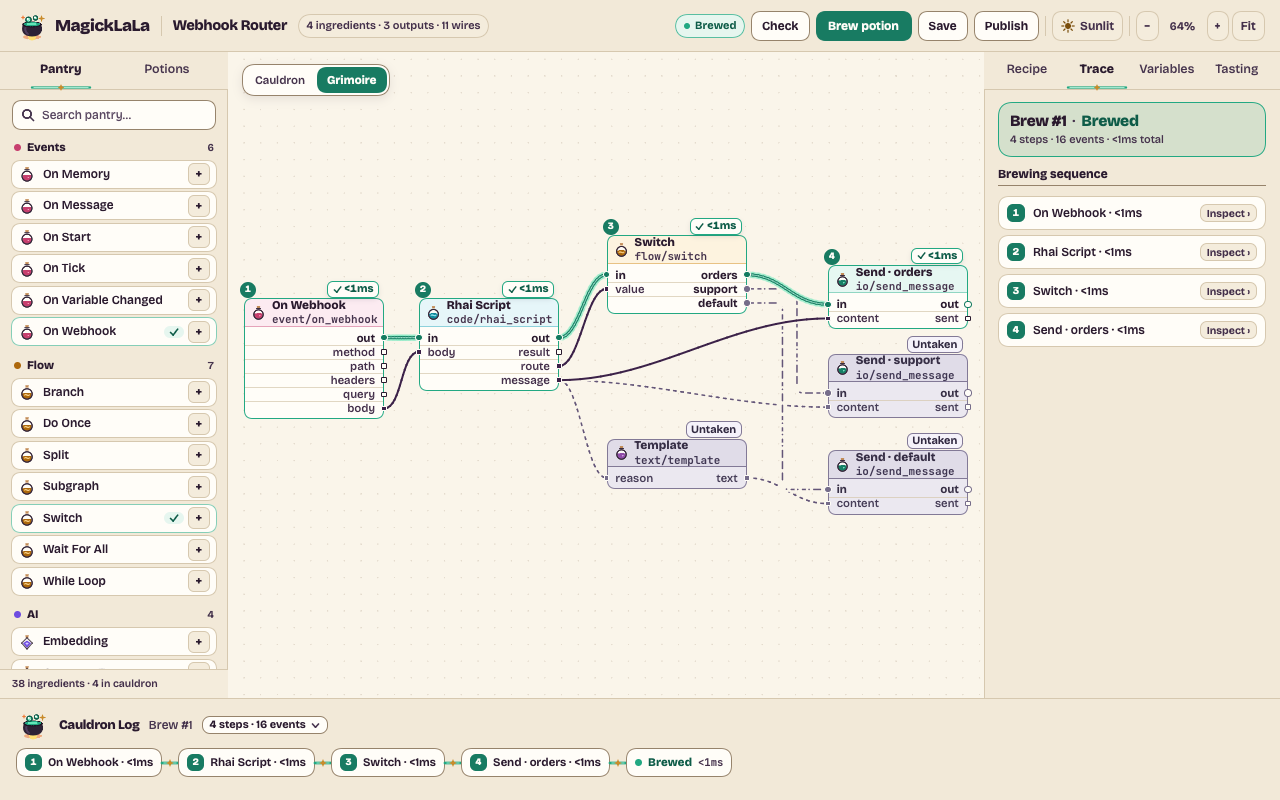 MagickLaLa
Webhook Router
4 ingredients · 3 outputs · 11 wires
Brewed
Check
Brew potion
Save
Publish
Sunlit
−
64%
+
Fit
Pantry
Potions
Search pantry...
Events
6
On Memory
+
On Message
+
On Start
+
On Tick
+
On Variable Changed
+
On Webhook
+
Flow
7
Branch
+
Do Once
+
Split
+
Subgraph
+
Switch
+
Wait For All
+
While Loop
+
AI
4
Embedding
+
38 ingredients · 4 in cauldron
Cauldron
Grimoire
1
<1ms
On Webhook
event/on_webhook
out
method
path
headers
query
body
2
<1ms
Rhai Script
code/rhai_script
in
out
body
result
route
message
3
<1ms
Switch
flow/switch
in
orders
value
support
default
4
<1ms
Send · orders
io/send_message
in
out
content
sent
Untaken
Send · support
io/send_message
in
out
content
sent
Untaken
Template
text/template
reason
text
Untaken
Send · default
io/send_message
in
out
content
sent
Recipe
Trace
Variables
Tasting
Brew #1 · Brewed
4 steps · 16 events · <1ms total
Brewing sequence
1
On Webhook · <1ms
Inspect ›
2
Rhai Script · <1ms
Inspect ›
3
Switch · <1ms
Inspect ›
4
Send · orders · <1ms
Inspect ›
Cauldron Log
Brew #1
4 steps · 16 events
1 On Webhook · <1ms
2 Rhai Script · <1ms
3 Switch · <1ms
4 Send · orders · <1ms
Brewed <1ms